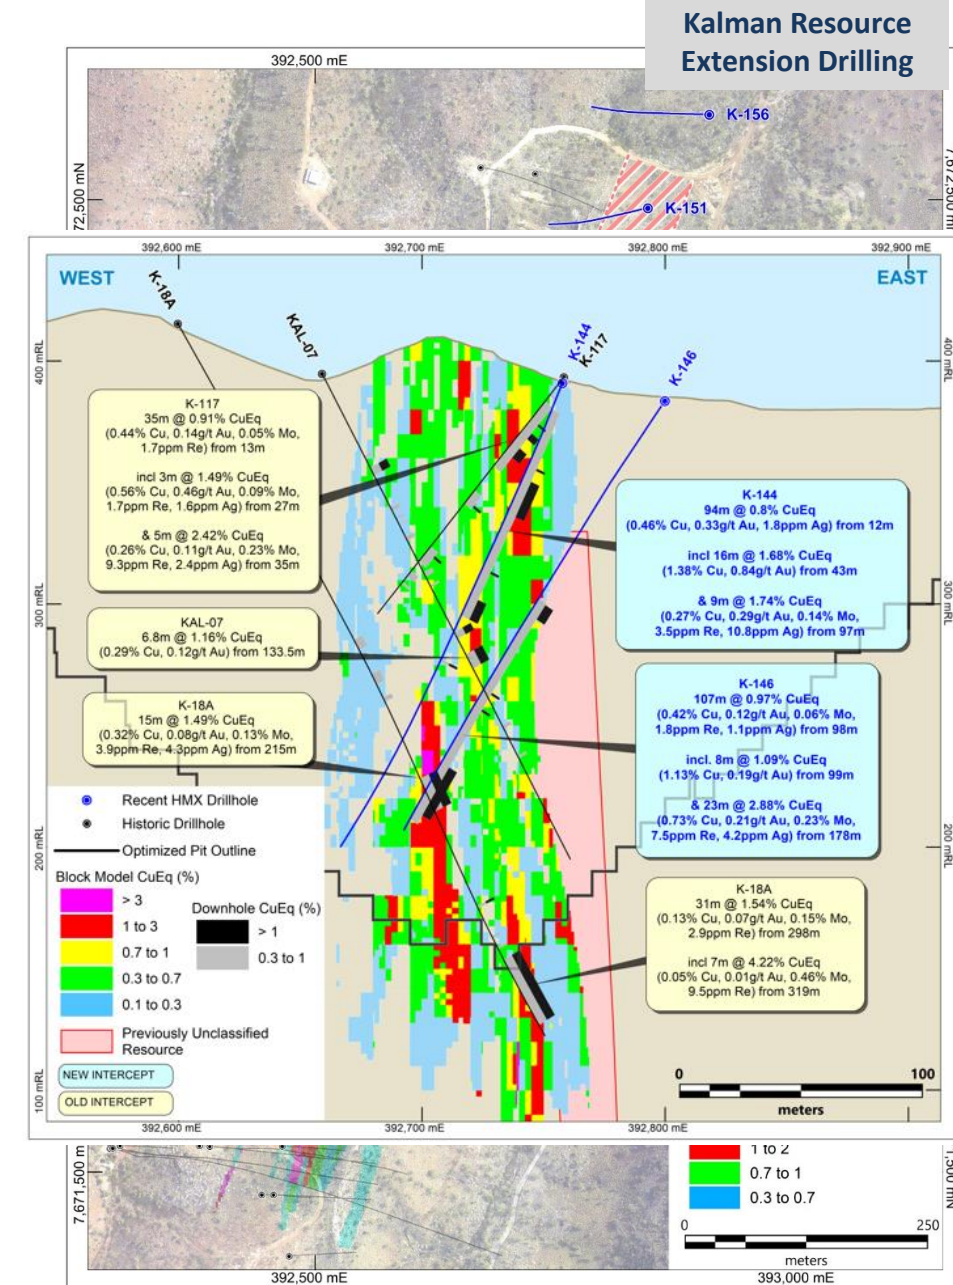 Kalman Resource
Extension Drilling
392,500 mE
K-156
K-151
72,500 mN
392,600 mE
392,700 mE
392,800 mE
392,900 mE
WEST
EAST
K-18A
KAL-07
K-144
K-117
K-146
400 mRL
400 mRL
K-117
35m @ 0.91% CuEq
(0.44% Cu, 0.14g/t Au, 0.05% Mo,
1.7ppm Re) from 13m
incl 3m @ 1.49% CuEq
(0.56% Cu, 0.46g/t Au, 0.09% Mo,
1.7ppm Re, 1.6ppm Ag) from 27m
& 5m @ 2.42% CuEq
(0.26% Cu, 0.11g/t Au, 0.23% Mo,
9.3ppm Re, 2.4ppm Ag) from 35m
K-144
94m @ 0.8% CuEq
(0.46% Cu, 0.33g/t Au, 1.8ppm Ag) from 12m
incl 16m @ 1.68% CuEq
(1.38% Cu, 0.84g/t Au) from 43m
& 9m @ 1.74% CuEq
(0.27% Cu, 0.29g/t Au, 0.14% Mo,
3.5ppm Re, 10.8ppm Ag) from 97m
300 mRL
300 mRL
KAL-07
6.8m @ 1.16% CuEq
(0.29% Cu, 0.12g/t Au) from 133.5m
K-18A
15m @ 1.49% CuEq
(0.32% Cu, 0.08g/t Au, 0.13% Mo,
3.9ppm Re, 4.3ppm Ag) from 215m
K-146
107m @ 0.97% CuEq
(0.42% Cu, 0.12g/t Au, 0.06% Mo,
1.8ppm Re, 1.1ppm Ag) from 98m
incl. 8m @ 1.09% CuEq
(1.13% Cu, 0.19g/t Au) from 99m
& 23m @ 2.88% CuEq
(0.73% Cu, 0.21g/t Au, 0.23% Mo,
7.5ppm Re, 4.2ppm Ag) from 178m
200 mRL
200 mRL
K-18A
31m @ 1.54% CuEq
(0.13% Cu, 0.07g/t Au, 0.15% Mo,
2.9ppm Re) from 298m
incl 7m @ 4.22% CuEq
(0.05% Cu, 0.01g/t Au, 0.46% Mo,
9.5ppm Re) from 319m
Recent HMX Drillhole
Historic Drillhole
Optimized Pit Outline
Block Model CuEq (%)
> 3
1 to 3
0.7 to 1
0.3 to 0.7
0.1 to 0.3
Downhole CuEq (%)
> 1
0.3 to 1
Previously Unclassified
Resource
NEW INTERCEPT
OLD INTERCEPT
100 mRL
100 mRL
0
100
meters
392,600 mE
392,700 mE
392,800 mE
7,671,500 m
1 to 2
0.7 to 1
0.3 to 0.7
0
250
meters
392,500 mE
393,000 mE